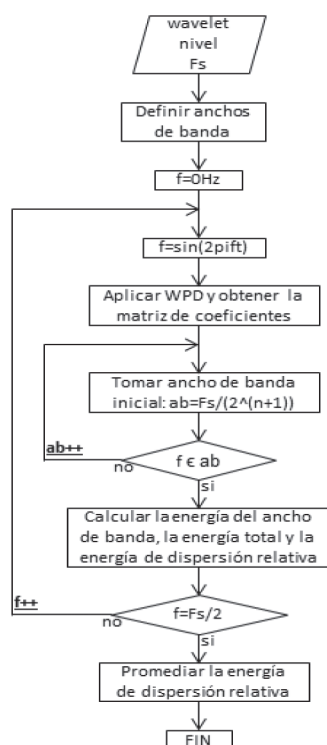 wavelet
nivel
Fs
Definir anchos
de banda
f=0Hz
f=sin(2pift)
Aplicar WPD y obtener la
matriz de coeficientes
Tomar ancho de banda
inicial: ab=Fs/(2^(n+1))
ab++
f ϵ ab
no
si
Calcular la energía del ancho
de banda, la energía total y la
energía de dispersión relativa
f++
f=Fs/2
no
si
Promediar la energía
de dispersión relativa
FIN